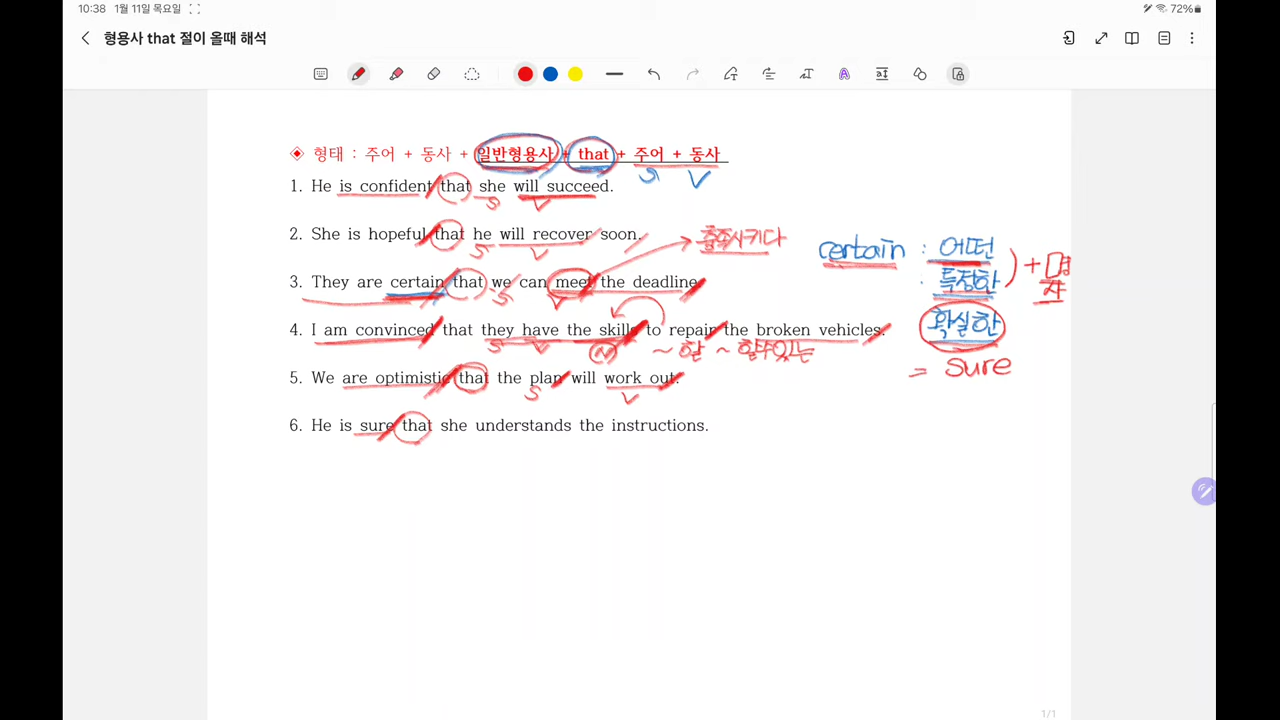 10:38 1월 11일 목요일
72%
형용사 that 절이 올때 해석
◈ 형태 : 주어 + 동사 + 일반형용사 + that + 주어 + 동사
S V
1. He is confident that she will succeed.
S V
2. She is hopeful that he will recover soon.
S V
충족시키다
certain : 어떤
: 특정한
) + 명사
확실한
= sure
3. They are certain that we can meet the deadline.
S V
4. I am convinced that they have the skills to repair the broken vehicles.
S V N ~할 ~할수있는
5. We are optimistic that the plan will work out.
S V
6. He is sure that she understands the instructions.
1/1